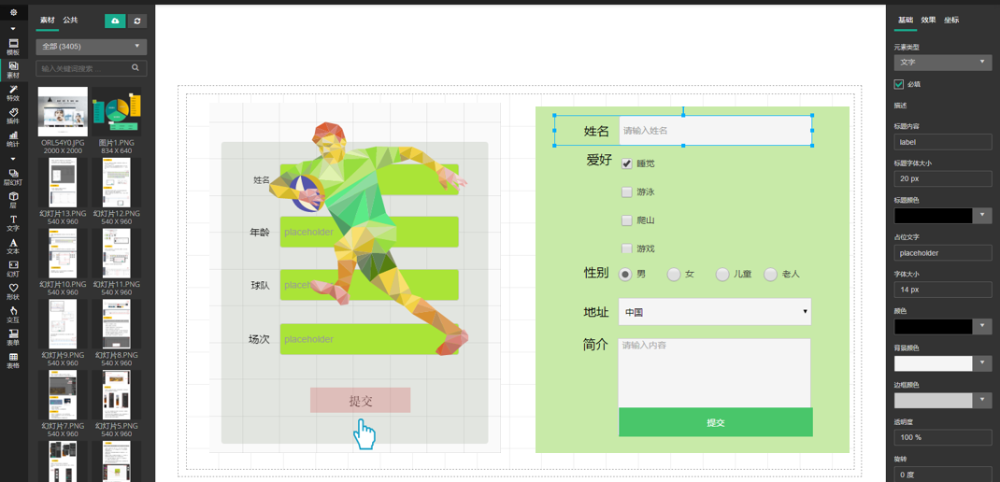 素材 公共
全部 (3405)
输入关键词搜索 ...
模板
素材
特效
插件
统计
层幻灯
层
文字
文本
幻灯
形状
交互
表单
表格
ORL54Y0.JPG
2000 X 2000
图片1.PNG
834 X 640
幻灯片13.PNG
540 X 960
幻灯片12.PNG
540 X 960
幻灯片10.PNG
540 X 960
幻灯片11.PNG
540 X 960
幻灯片9.PNG
540 X 960
幻灯片8.PNG
540 X 960
幻灯片7.PNG
540 X 960
幻灯片5.PNG
540 X 960
姓名
年龄 placeholder
球队
场次 placeholder
提交
姓名 请输入姓名
爱好 睡觉
游泳
爬山
游戏
性别 男 女 儿童 老人
地址 中国
简介 请输入内容
提交
基础 效果 坐标
元素类型
文字
必填
描述
标题内容
label
标题字体大小
20 px
标题颜色
占位文字
placeholder
字体大小
14 px
颜色
背景颜色
边框颜色
透明度
100 %
旋转
0 度